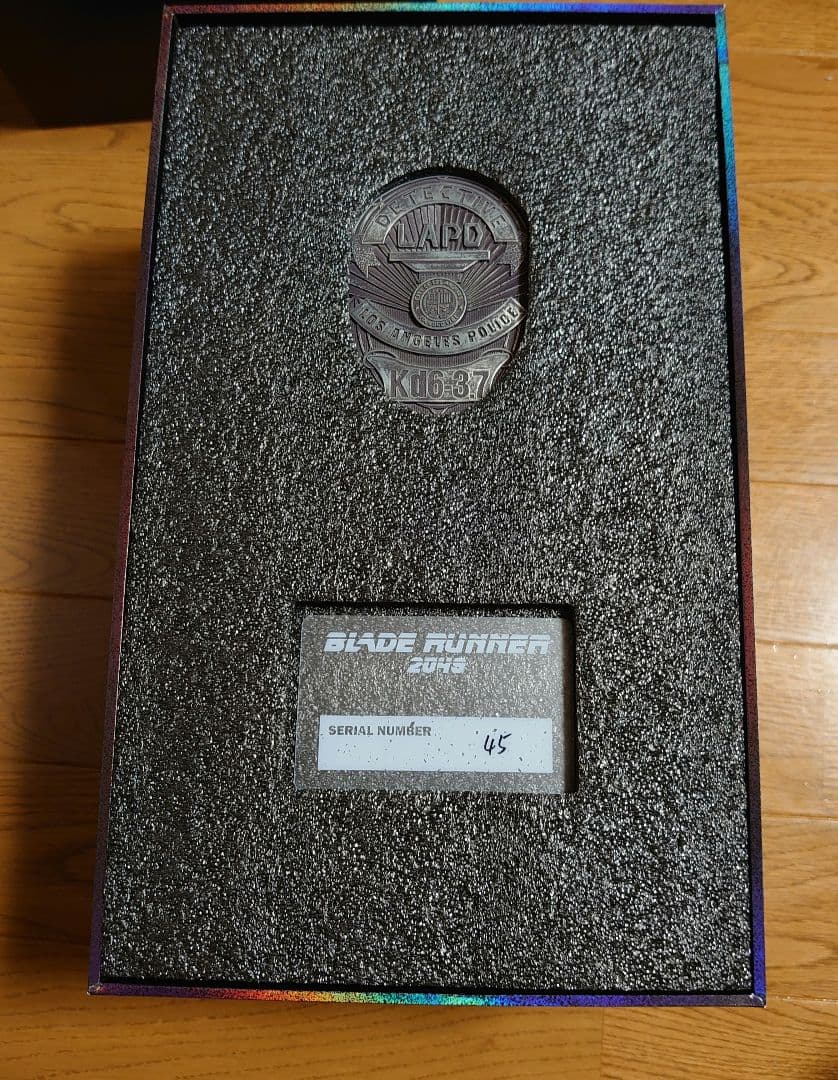 DETECTIVE
LAPD
LOS ANGELES POLICE
Kd6-3.7
BLADE RUNNER
2049
SERIAL NUMBER
45